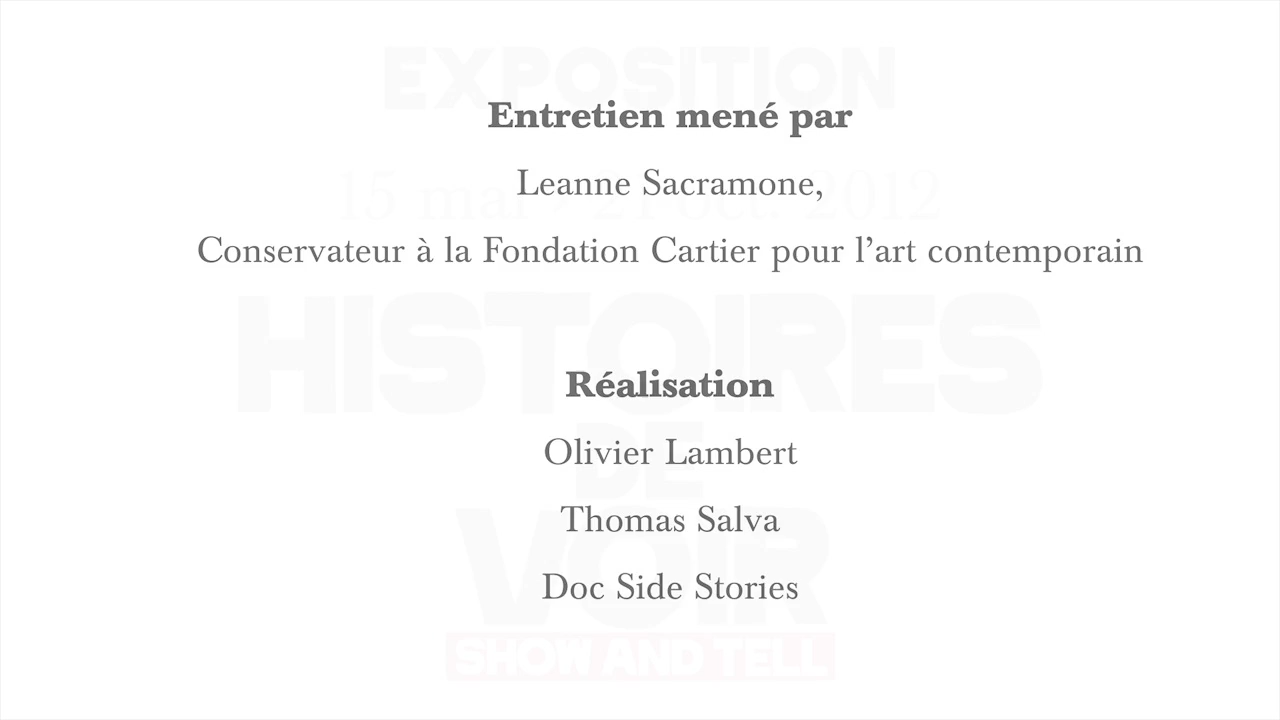 EXPOSITION
Entretien mené par
Leanne Sacramone,
15 mai > 21 oct. 2012
Conservateur à la Fondation Cartier pour l’art contemporain
HISTOIRES
Réalisation
Olivier Lambert
DE
Thomas Salva
VOIR
Doc Side Stories
SHOW AND TELL